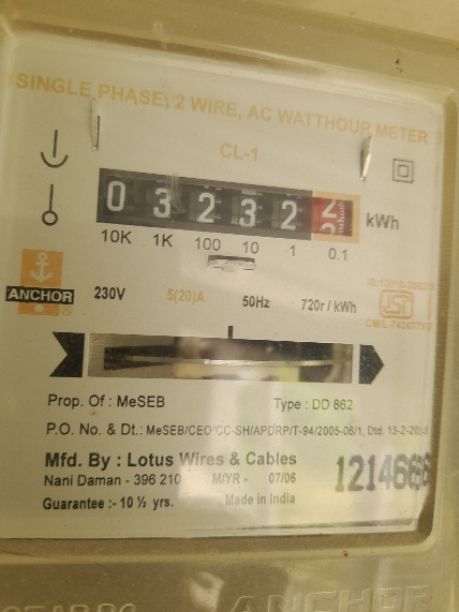 SINGLE PHASE, 2 WIRE, AC WATTHOUR METER
CL-1
0 3 2 3 2 2 kWh
10K 1K 100 10 1 0.1
ANCHOR
230V 5(20)A 50Hz 720r / kWh
Prop. Of : MeSEB Type : DD 862
P.O. No. & Dt.: MeSEB/CEO/CC-SH/APDRP/T-94/2005-06/1, Dtd.
Mfd. By : Lotus Wires & Cables
Nani Daman - 396 210 M/YR - 07/06
Guarantee :- 10 ½ yrs. Made in India
ANCHOR